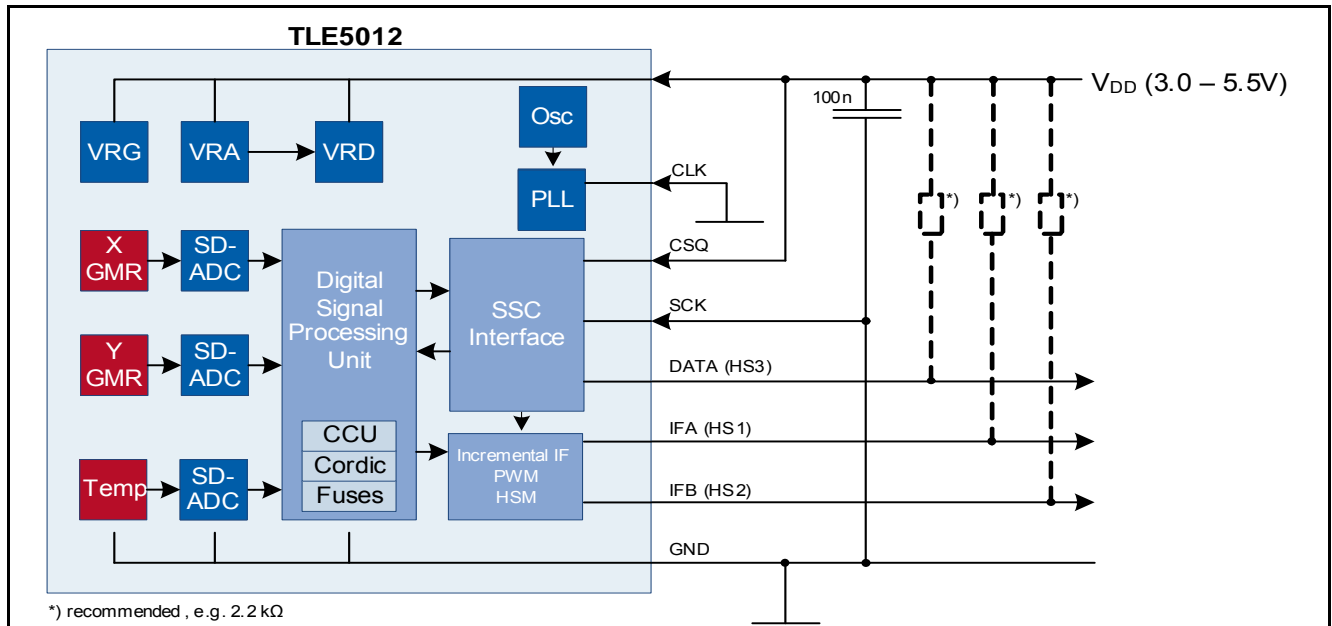 TLE5012
VRG
VRA
VRD
Osc
PLL
100n
V_DD (3.0 – 5.5V)
CLK
*)
*)
*)
X
GMR
SD-
ADC
CSQ
Digital
Signal
Processing
Unit
SSC
Interface
SCK
Y
GMR
SD-
ADC
DATA (HS3)
CCU
Cordic
Fuses
Incremental IF
PWM
HSM
IFA (HS1)
Temp
SD-
ADC
IFB (HS2)
GND
*) recommended , e.g. 2.2 kΩ